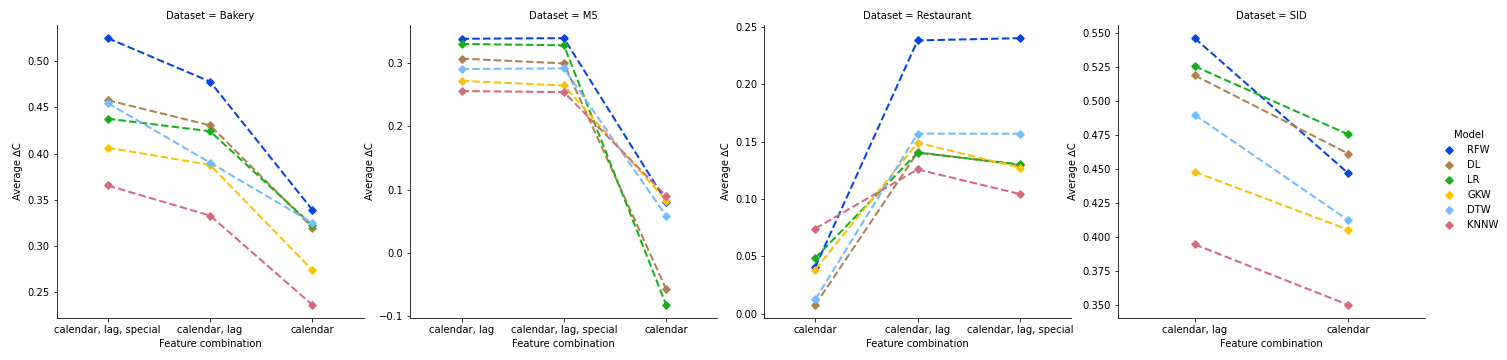 Dataset = Bakery
Average ΔC
0.50
0.45
0.40
0.35
0.30
0.25
calendar, lag, special
calendar, lag
calendar
Feature combination
Dataset = M5
Average ΔC
0.3
0.2
0.1
0.0
−0.1
calendar, lag
calendar, lag, special
calendar
Feature combination
Dataset = Restaurant
Average ΔC
0.25
0.20
0.15
0.10
0.05
0.00
calendar
calendar, lag
calendar, lag, special
Feature combination
Dataset = SID
Average ΔC
0.550
0.525
0.500
0.475
0.450
0.425
0.400
0.375
0.350
calendar, lag
calendar
Feature combination
Model
RFW
DL
LR
GKW
DTW
KNNW